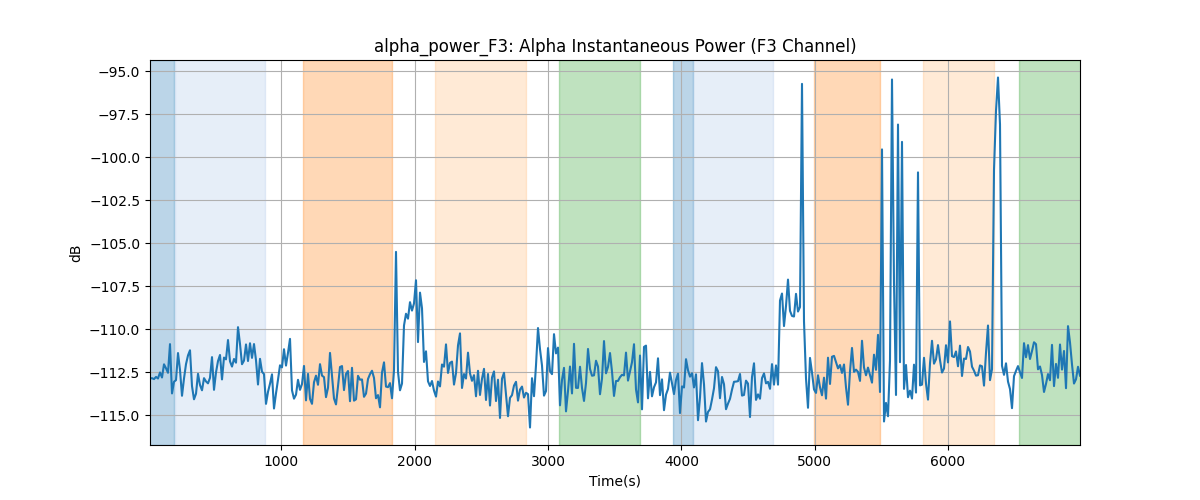 alpha_power_F3: Alpha Instantaneous Power (F3 Channel)
−95.0
−97.5
−100.0
−102.5
−105.0
−107.5
−110.0
−112.5
−115.0
dB
1000 2000 3000 4000 5000 6000
Time(s)